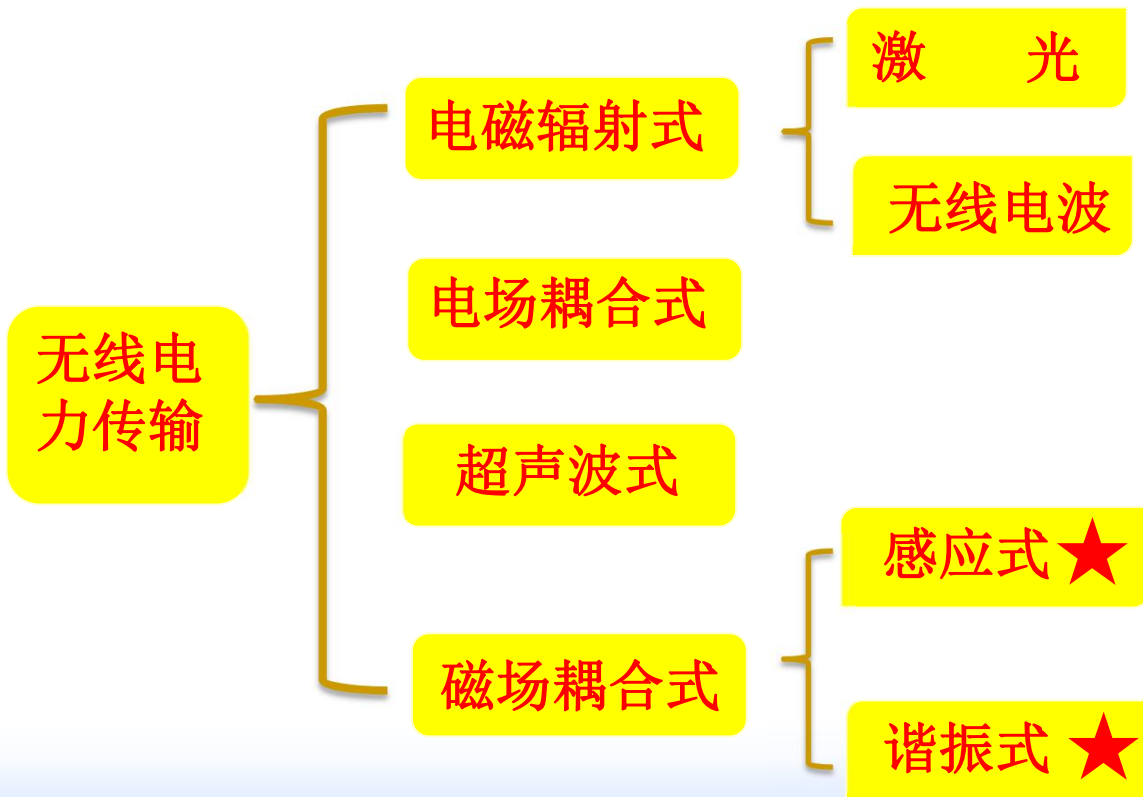 无线电
力传输
电磁辐射式
激 光
无线电波
电场耦合式
超声波式
磁场耦合式
感应式★
谐振式★